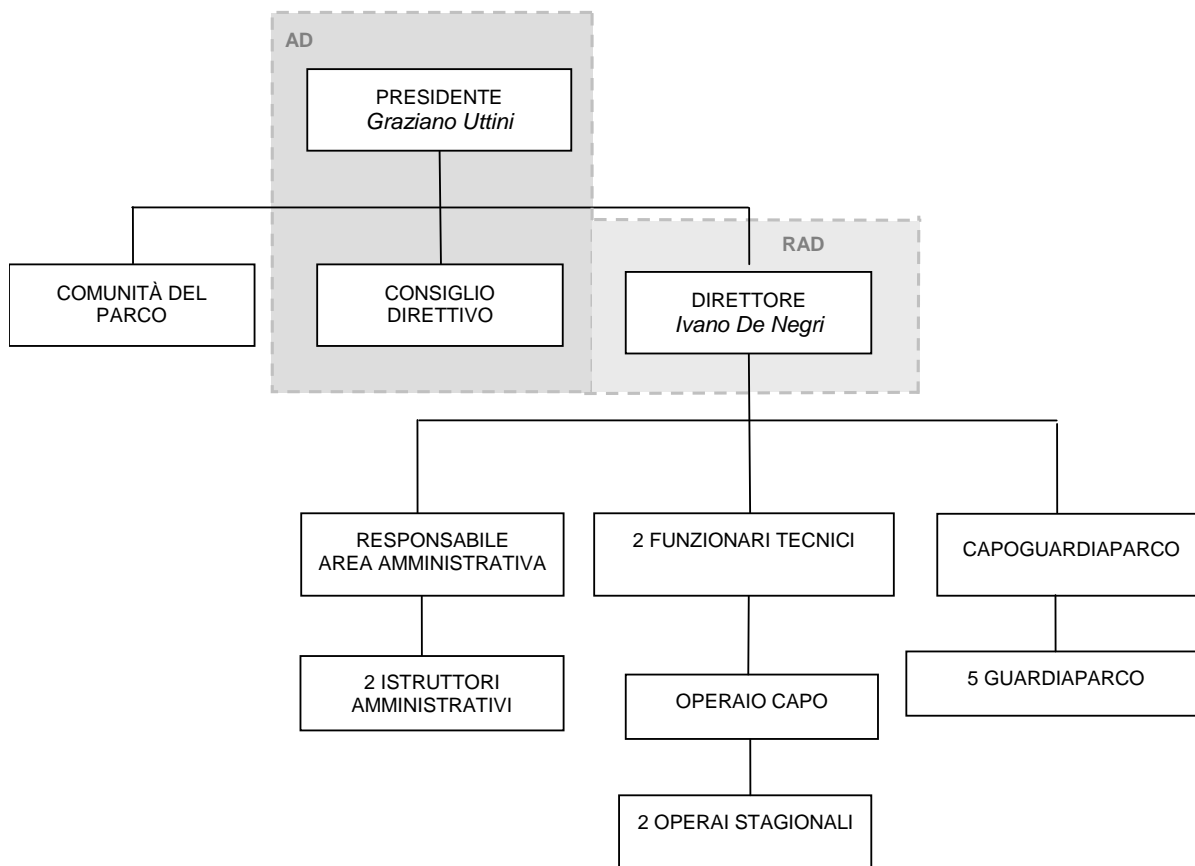 AD
PRESIDENTE
Graziano Uttini
RAD
COMUNITÀ DEL
PARCO
CONSIGLIO
DIRETTIVO
DIRETTORE
Ivano De Negri
RESPONSABILE
AREA AMMINISTRATIVA
2 FUNZIONARI TECNICI
CAPOGUARDIAPARCO
2 ISTRUTTORI
AMMINISTRATIVI
OPERAIO CAPO
5 GUARDIAPARCO
2 OPERAI STAGIONALI